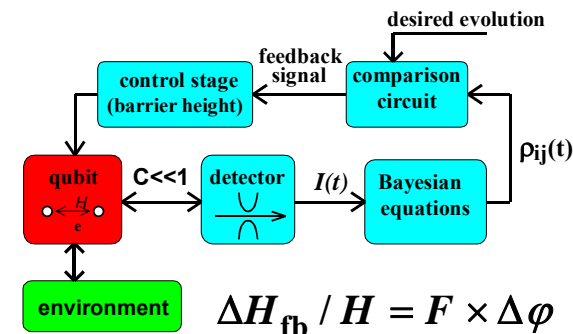 desired evolution
feedback
signal
control stage
(barrier height)
comparison
circuit
ρij(t)
qubit
H
e
C<<1
detector
I(t)
Bayesian
equations
environment
ΔHfb / H = F × Δφ